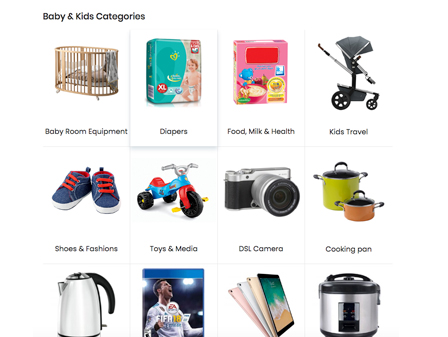 Baby & Kids Categories
XL
Baby Room Equipment
Diapers
Food, Milk & Health
Kids Travel
Shoes & Fashions
Toys & Media
DSL Camera
Cooking pan
FIFA